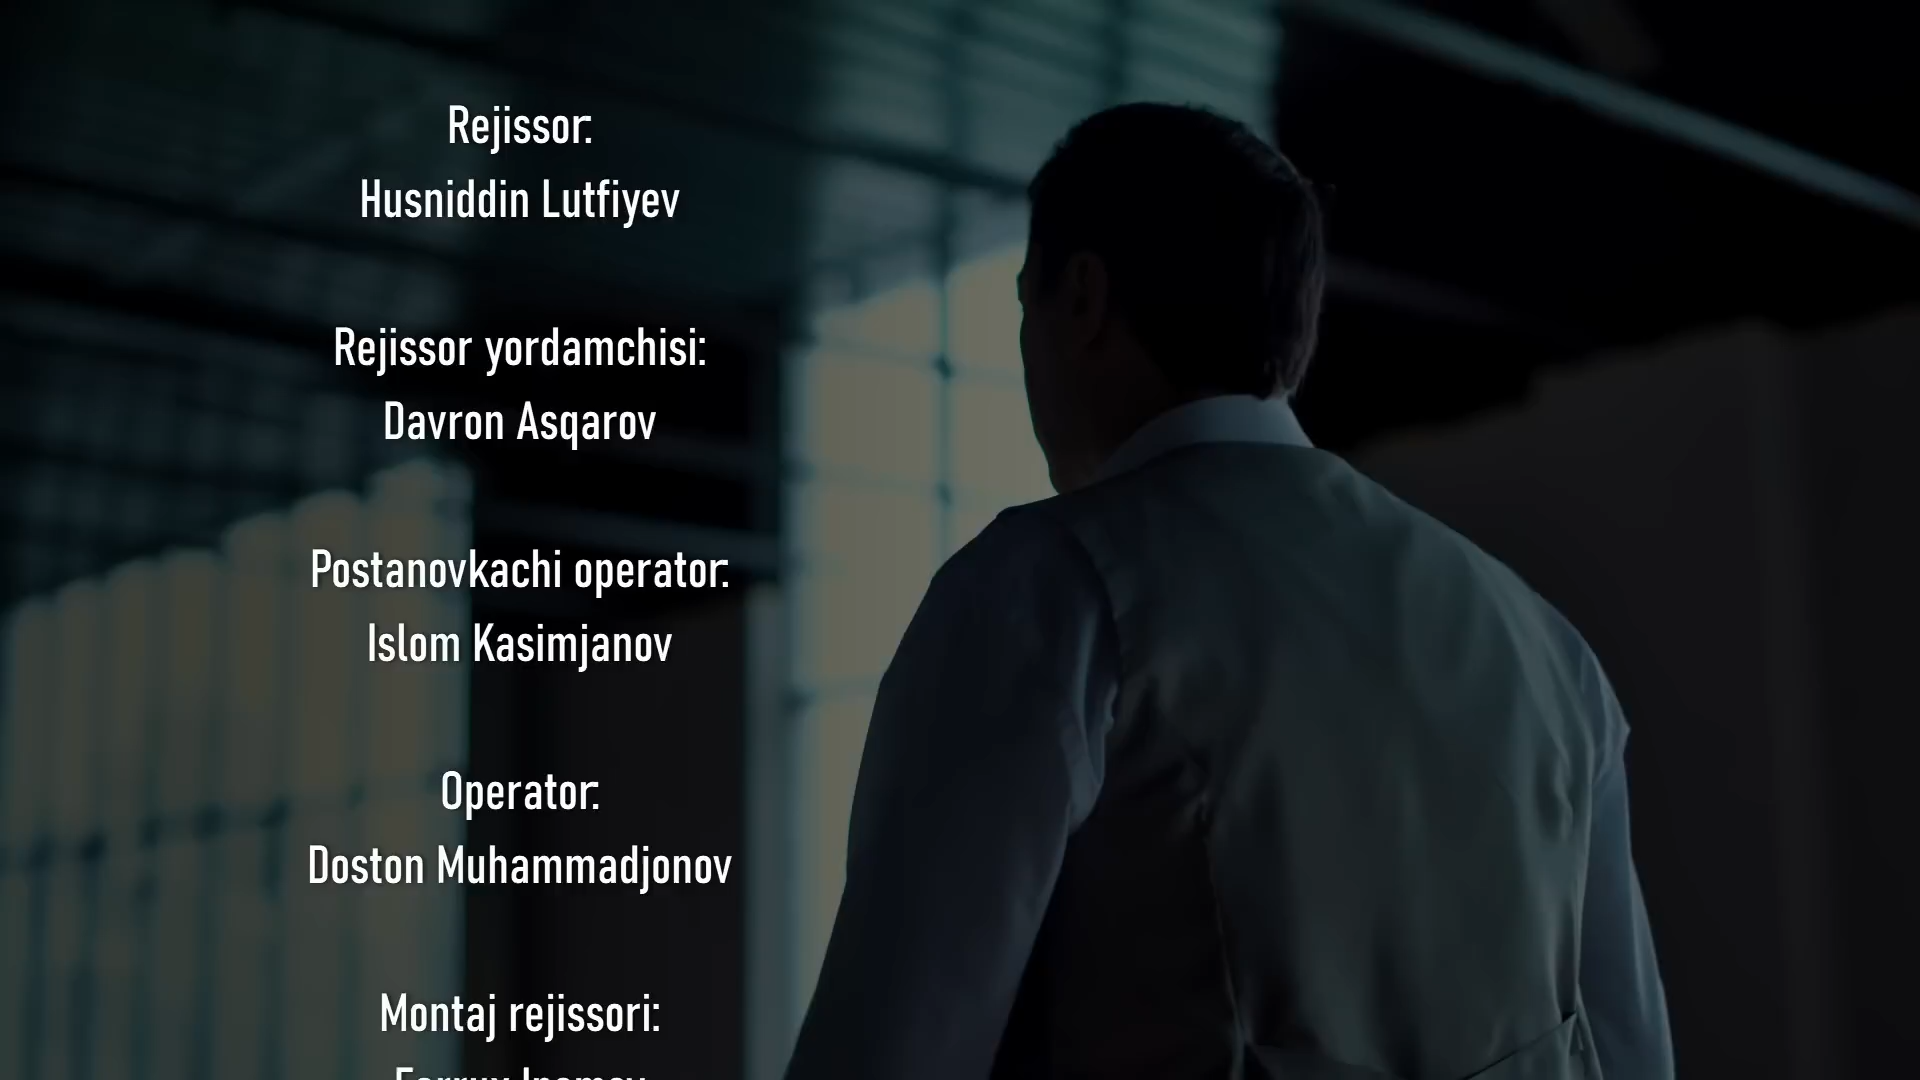 Rejissor:
Husniddin Lutfiyev
Rejissor yordamchisi:
Davron Asqarov
Postanovkachi operator:
Islom Kasimjanov
Operator:
Doston Muhammadjonov
Montaj rejissori: